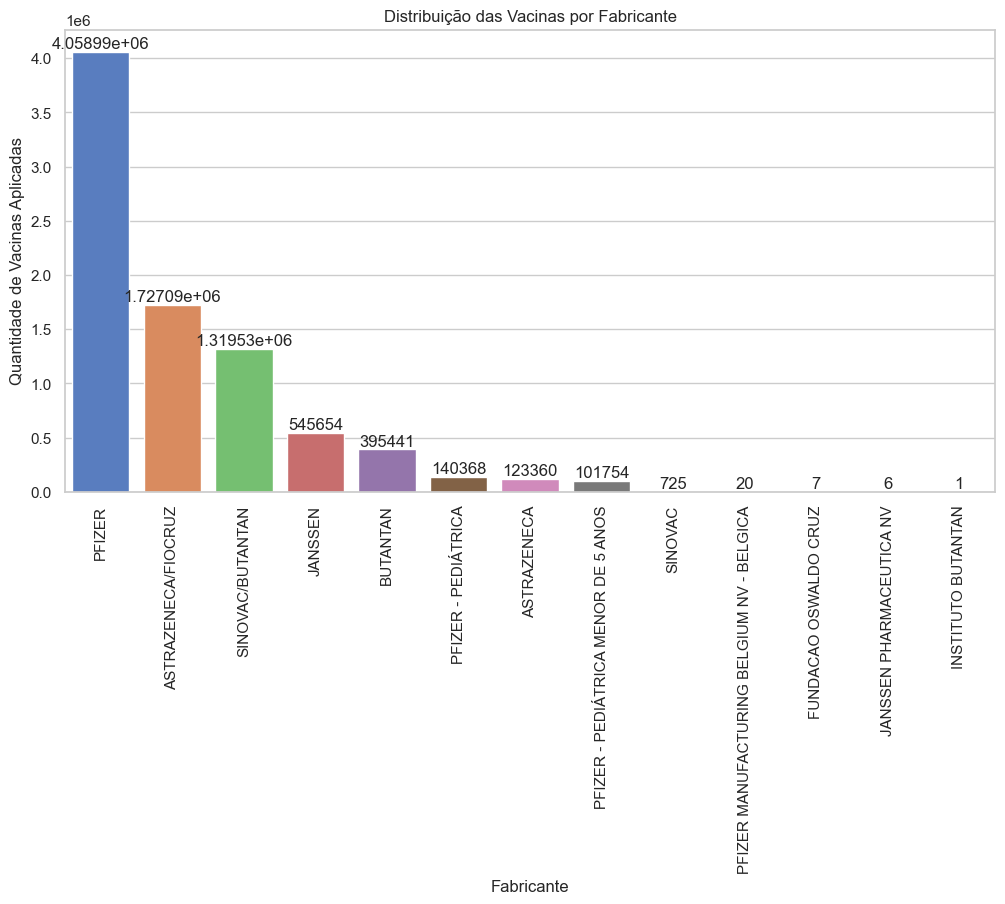 Distribuição das Vacinas por Fabricante
1e6
4.05899e+06
4.0
3.5
3.0
2.5
2.0
1.5
1.0
0.5
0.0
Quantidade de Vacinas Aplicadas
1.72709e+06
1.31953e+06
545654
395441
140368
123360
101754
725
20
7
6
1
PFIZER
ASTRAZENECA/FIOCRUZ
SINOVAC/BUTANTAN
JANSSEN
BUTANTAN
PFIZER - PEDIÁTRICA
ASTRAZENECA
PFIZER - PEDIÁTRICA MENOR DE 5 ANOS
SINOVAC
PFIZER MANUFACTURING BELGIUM NV - BELGICA
FUNDACAO OSWALDO CRUZ
JANSSEN PHARMACEUTICA NV
INSTITUTO BUTANTAN
Fabricante